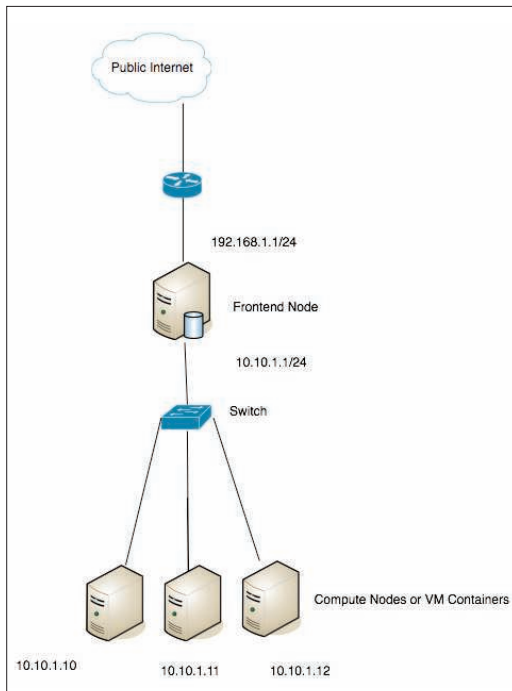 Public Internet
192.168.1.1/24
Frontend Node
10.10.1.1/24
Switch
Compute Nodes or VM Containers
10.10.1.10
10.10.1.11
10.10.1.12